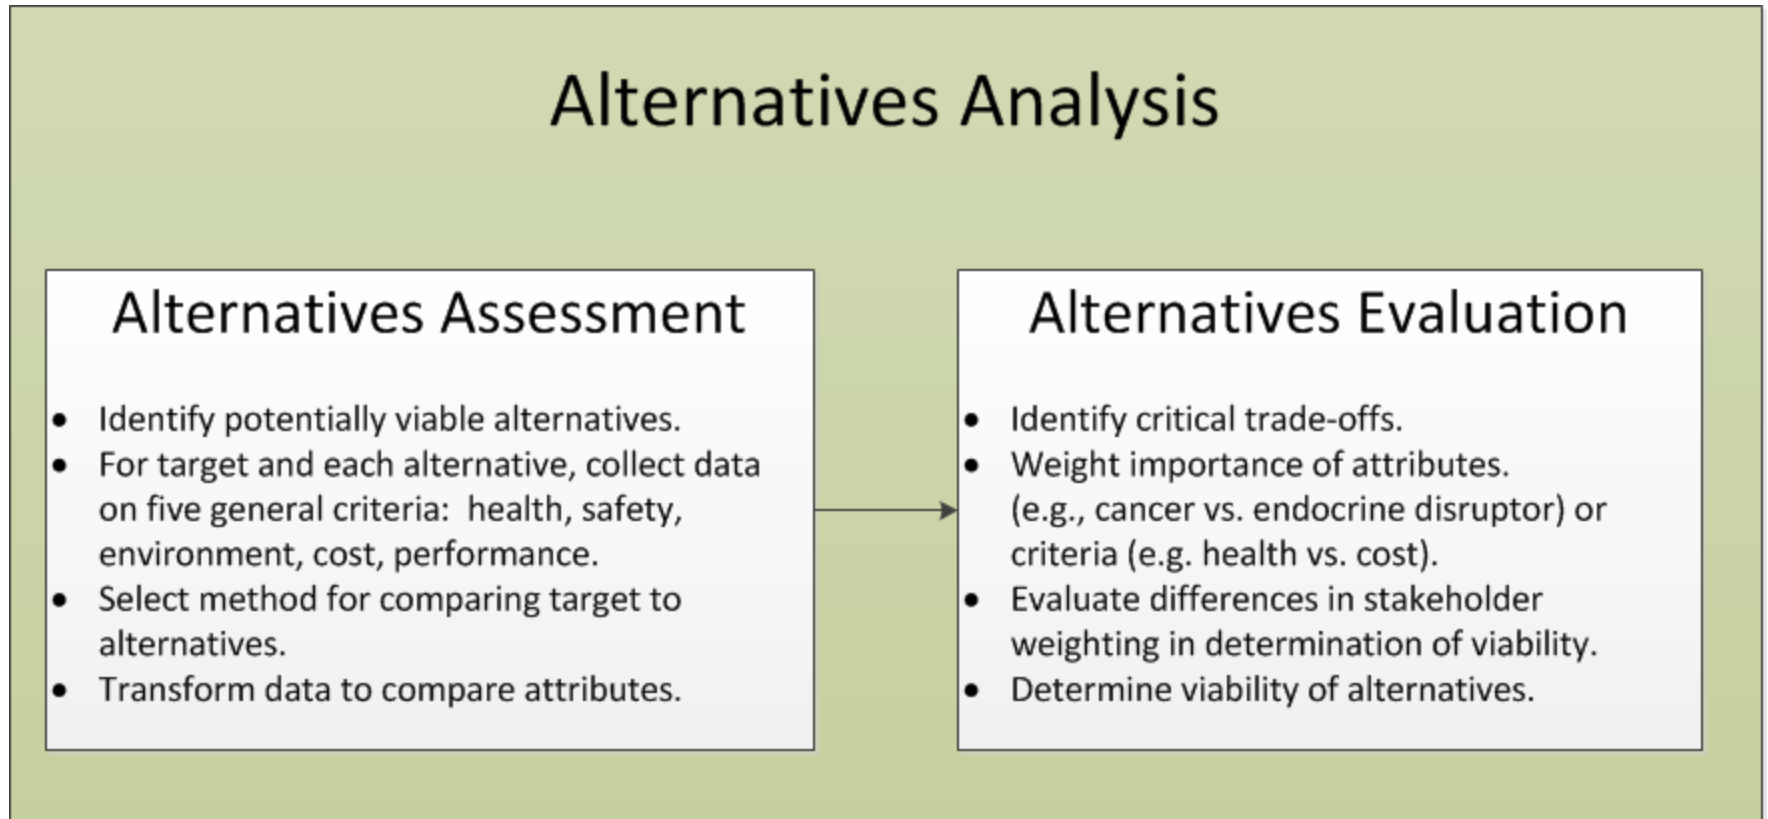 Alternatives Analysis
Alternatives Assessment
• Identify potentially viable alternatives.
• For target and each alternative, collect data
on five general criteria:  health, safety,
environment, cost, performance.
• Select method for comparing target to
alternatives.
• Transform data to compare attributes.
Alternatives Evaluation
• Identify critical trade-offs.
• Weight importance of attributes.
(e.g., cancer vs. endocrine disruptor) or
criteria (e.g. health vs. cost).
• Evaluate differences in stakeholder
weighting in determination of viability.
• Determine viability of alternatives.